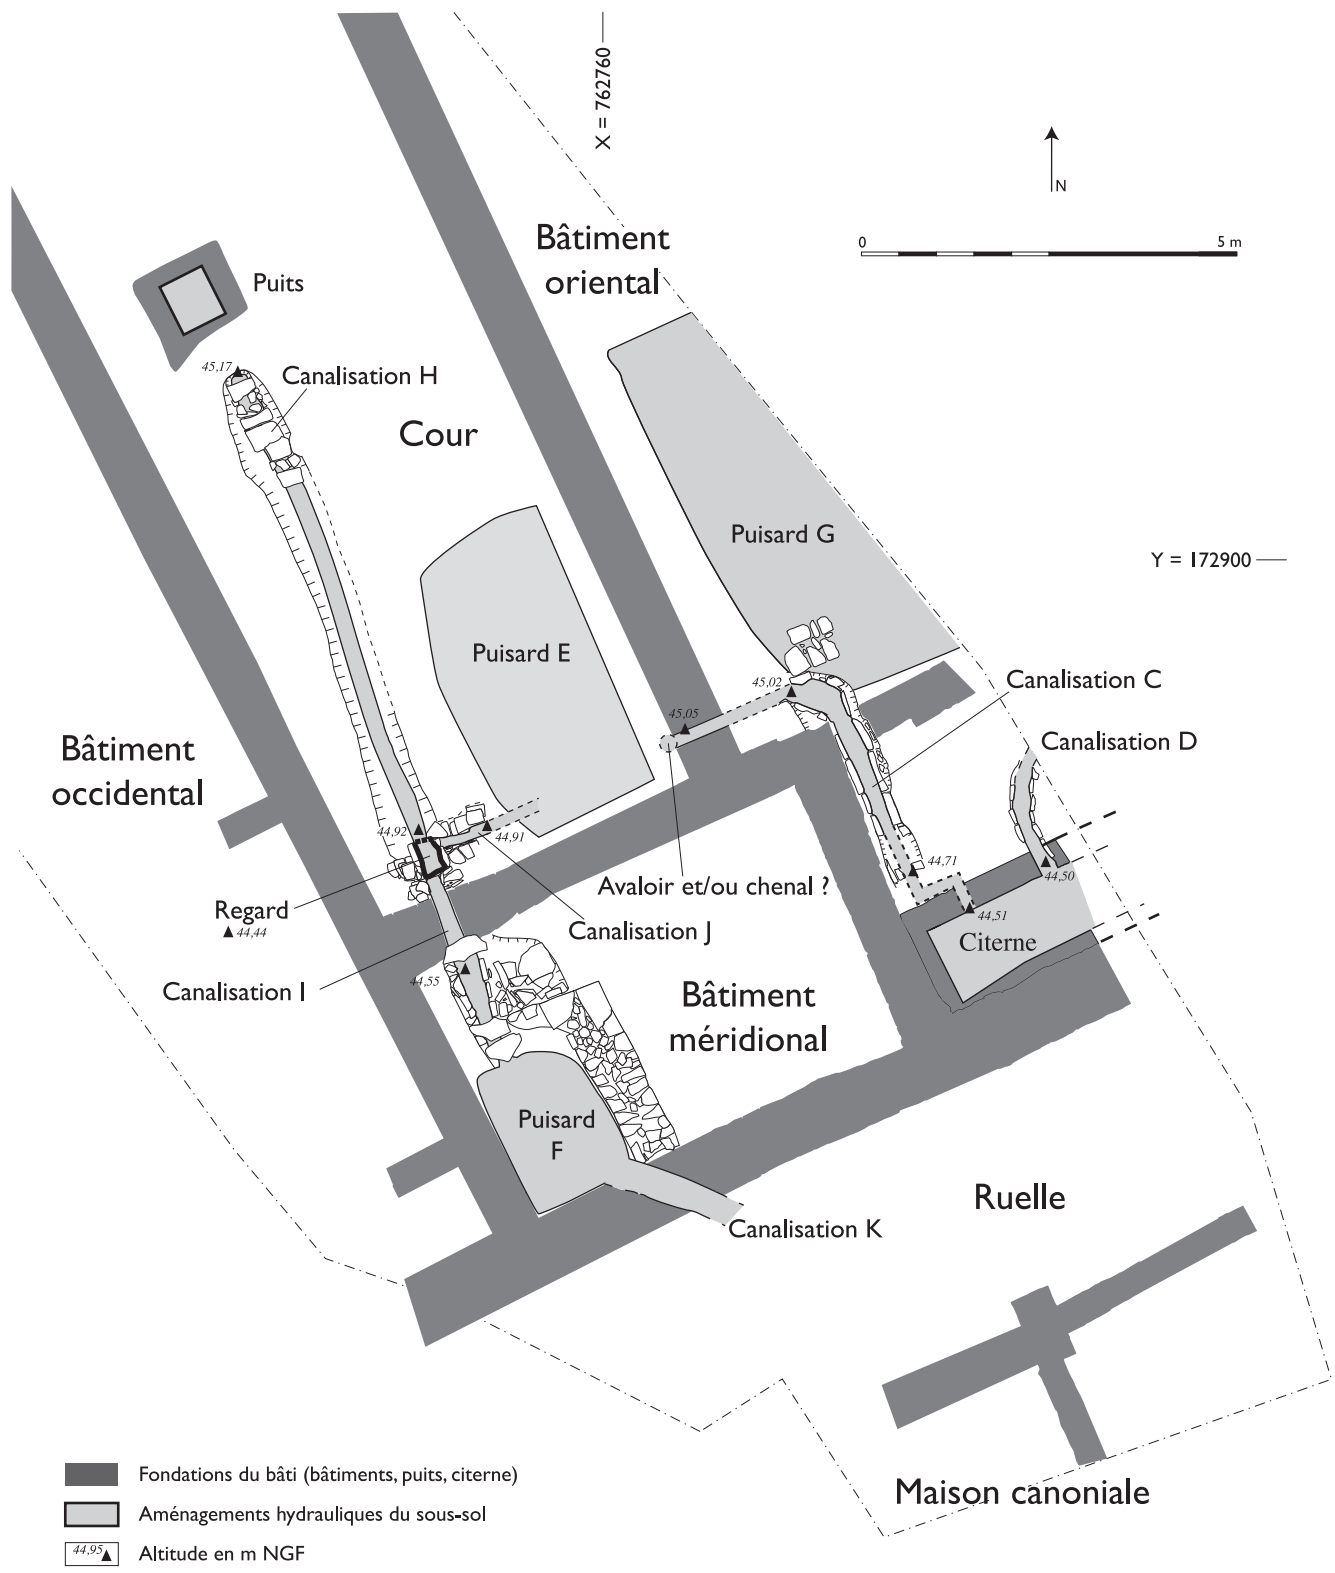 X = 762760
N
0
5 m
Bâtiment
oriental
Puits
45,17
Canalisation H
Cour
Puisard G
Y = 172900
Puisard E
45,02
Canalisation C
45,05
Canalisation D
Bâtiment
occidental
44,92
44,91
44,71
44,50
Avaloir et/ou chenal ?
Regard
44,44
44,51
Canalisation J
Citerne
44,55
Canalisation I
Bâtiment
méridional
Puisard
F
Ruelle
Canalisation K
Maison canoniale
Fondations du bâti (bâtiments, puits, citerne)
Aménagements hydrauliques du sous-sol
44,95
Altitude en m NGF